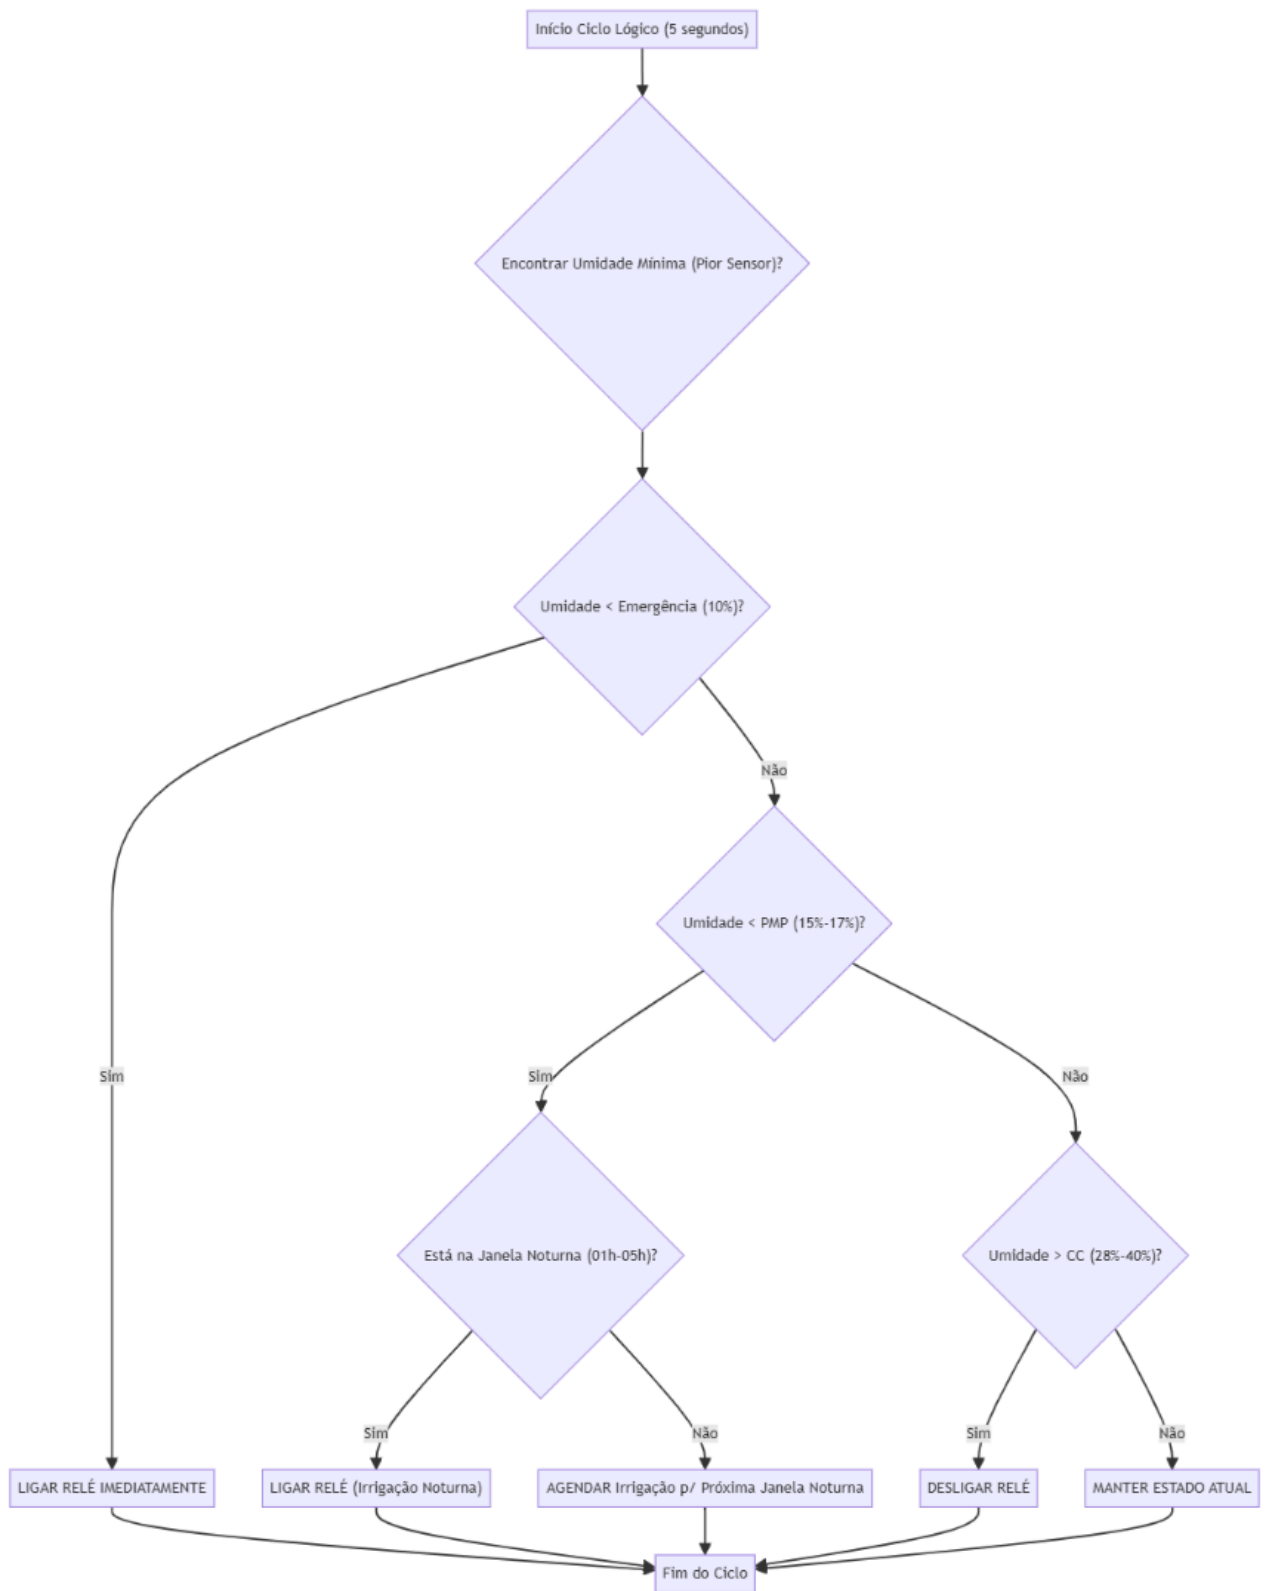 Início Ciclo Lógico (5 segundos)
Encontrar Umidade Mínima (Pior Sensor)?
Umidade < Emergência (10%)?
Não
Umidade < PMP (15%-17%)?
Sim
Sim
Não
Está na Janela Noturna (01h-05h)?
Umidade > CC (28%-40%)?
Sim
Não
Sim
Não
LIGAR RELÉ IMEDIATAMENTE
LIGAR RELÉ (Irrigação Noturna)
AGENDAR Irrigação p/ Próxima Janela Noturna
DESLIGAR RELÉ
MANTER ESTADO ATUAL
Fim do Ciclo